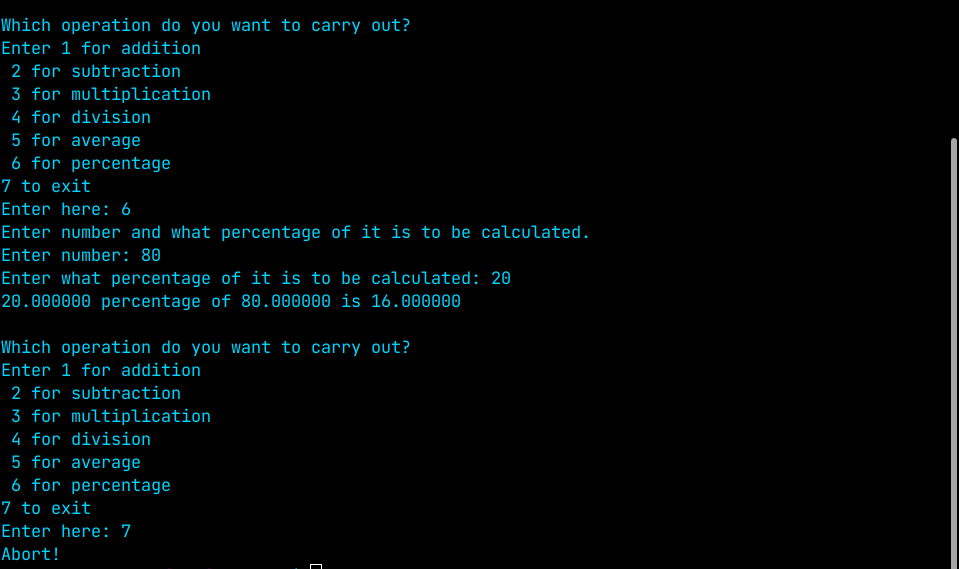 Which operation do you want to carry out?
Enter 1 for addition
 2 for subtraction
 3 for multiplication
 4 for division
 5 for average
 6 for percentage
7 to exit
Enter here: 6
Enter number and what percentage of it is to be calculated.
Enter number: 80
Enter what percentage of it is to be calculated: 20
20.000000 percentage of 80.000000 is 16.000000

Which operation do you want to carry out?
Enter 1 for addition
 2 for subtraction
 3 for multiplication
 4 for division
 5 for average
 6 for percentage
7 to exit
Enter here: 7
Abort!